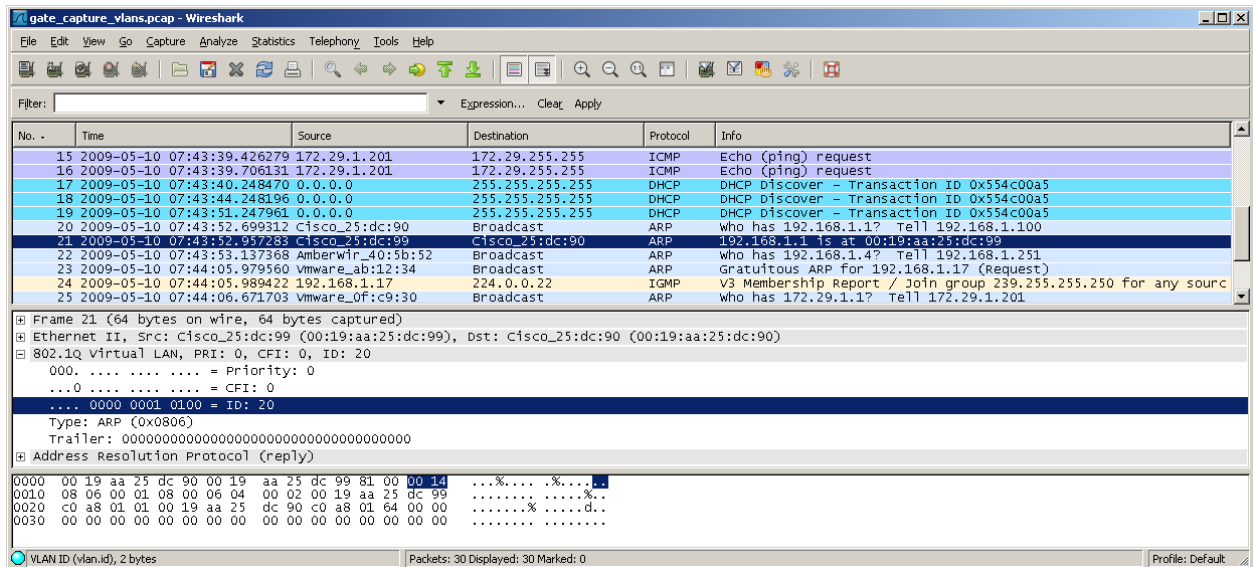 gate_capture_vlans.pcap - Wireshark
File Edit View Go Capture Analyze Statistics Telephony Tools Help
Filter: Expression... Clear Apply
No. . Time Source Destination Protocol Info
15 2009-05-10 07:43:39.426279 172.29.1.201 172.29.255.255 ICMP Echo (ping) request
16 2009-05-10 07:43:39.706131 172.29.1.201 172.29.255.255 ICMP Echo (ping) request
17 2009-05-10 07:43:40.248470 0.0.0.0 255.255.255.255 DHCP DHCP Discover - Transaction ID 0x554c00a5
18 2009-05-10 07:43:44.248196 0.0.0.0 255.255.255.255 DHCP DHCP Discover - Transaction ID 0x554c00a5
19 2009-05-10 07:43:51.247961 0.0.0.0 255.255.255.255 DHCP DHCP Discover - Transaction ID 0x554c00a5
20 2009-05-10 07:43:52.699312 Cisco_25:dc:90 Broadcast ARP Who has 192.168.1.1? Tell 192.168.1.100
21 2009-05-10 07:43:52.957283 Cisco_25:dc:99 Cisco_25:dc:90 ARP 192.168.1.1 is at 00:19:aa:25:dc:99
22 2009-05-10 07:43:53.137368 AmberWir_40:5b:52 Broadcast ARP Who has 192.168.1.4? Tell 192.168.1.251
23 2009-05-10 07:44:05.979560 Vmware_ab:12:34 Broadcast ARP Gratuitous ARP for 192.168.1.17 (Request)
24 2009-05-10 07:44:05.989422 192.168.1.17 224.0.0.22 IGMP V3 Membership Report / Join group 239.255.255.250 for any sourc
25 2009-05-10 07:44:06.671703 Vmware_0f:c9:30 Broadcast ARP Who has 172.29.1.1? Tell 172.29.1.201
Frame 21 (64 bytes on wire, 64 bytes captured)
Ethernet II, Src: Cisco_25:dc:99 (00:19:aa:25:dc:99), Dst: Cisco_25:dc:90 (00:19:aa:25:dc:90)
802.1Q Virtual LAN, PRI: 0, CFI: 0, ID: 20
000. .... .... .... = Priority: 0
...0 .... .... .... = CFI: 0
.... 0000 0001 0100 = ID: 20
Type: ARP (0x0806)
Trailer: 000000000000000000000000000000000000
Address Resolution Protocol (reply)
0000 00 19 aa 25 dc 90 00 19 aa 25 dc 99 81 00 00 14 ...%.... .%......
0010 08 06 00 01 08 00 06 04 00 02 00 19 aa 25 dc 99 ........ .....%..
0020 c0 a8 01 01 00 19 aa 25 dc 90 c0 a8 01 64 00 00 .......% .....d..
0030 00 00 00 00 00 00 00 00 00 00 00 00 00 00 00 00 ........ ........
VLAN ID (vlan.id), 2 bytes Packets: 30 Displayed: 30 Marked: 0 Profile: Default